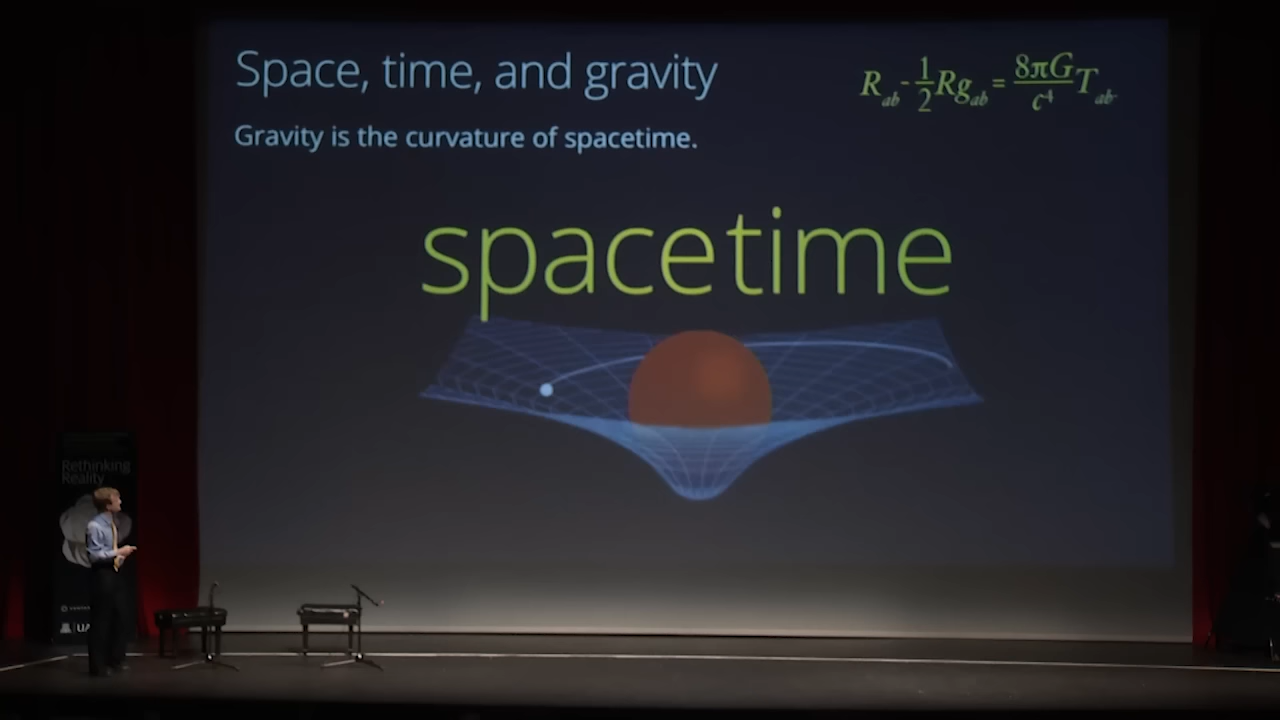 Space, time, and gravity
R_ab - 1/2 Rg_ab = 8πG/c⁴ T_ab
Gravity is the curvature of spacetime.
spacetime
Rethinking
Reality